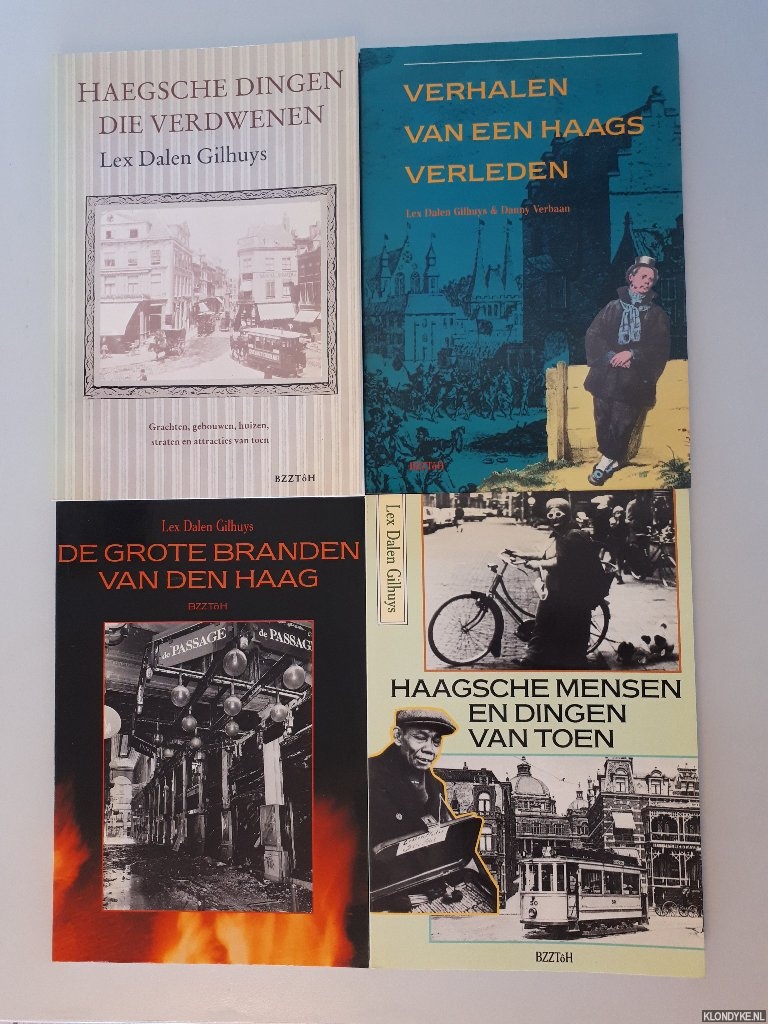 HAEGSCHE DINGEN
DIE VERDWENEN
Lex Dalen Gilhuys
Grachten, gebouwen, huizen,
straten en attracties van toen
BZZTôH
VERHALEN
VAN EEN HAAGS
VERLEDEN
Lex Dalen Gilhuys & Danny Verbaan
BZZTôH
Lex Dalen Gilhuys
DE GROTE BRANDEN
VAN DEN HAAG
BZZTôH
de PASSAGE
de PASSAG
Lex Dalen Gilhuys
HAAGSCHE MENSEN
EN DINGEN
VAN TOEN
BZZTôH
KLONDYKE.NL